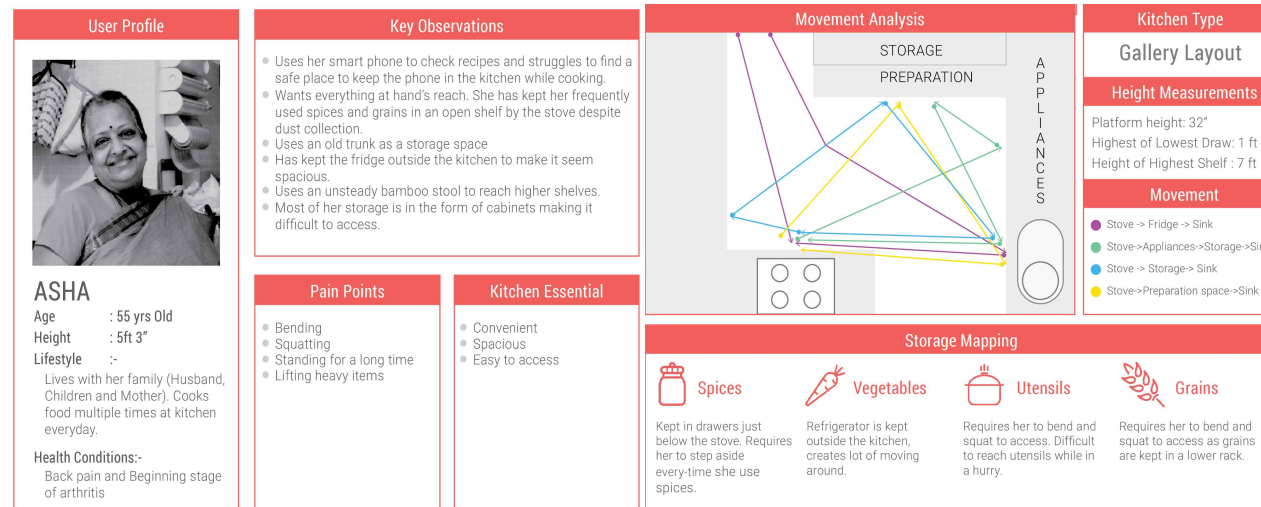 User Profile
ASHA
Age : 55 yrs Old
Height : 5ft 3”
Lifestyle :-
Lives with her family (Husband,
Children and Mother). Cooks
food multiple times at kitchen
everyday.
Health Conditions:-
Back pain and Beginning stage
of arthritis
Key Observations
Uses her smart phone to check recipes and struggles to find a
safe place to keep the phone in the kitchen while cooking.
Wants everything at hand’s reach. She has kept her frequently
used spices and grains in an open shelf by the stove despite
dust collection.
Uses an old trunk as a storage space
Has kept the fridge outside the kitchen to make it seem
spacious.
Uses an unsteady bamboo stool to reach higher shelves.
Most of her storage is in the form of cabinets making it
difficult to access.
Pain Points
Bending
Squatting
Standing for a long time
Lifting heavy items
Kitchen Essential
Convenient
Spacious
Easy to access
Movement Analysis
STORAGE
PREPARATION
APPLIANCES
Kitchen Type
Gallery Layout
Height Measurements
Platform height: 32”
Highest of Lowest Draw: 1 ft
Height of Highest Shelf : 7 ft
Movement
Stove -> Fridge -> Sink
Stove->Appliances->Storage->Si
Stove -> Storage-> Sink
Stove->Preparation space->Sink
Storage Mapping
Spices
Kept in drawers just
below the stove. Requires
her to step aside
every-time she use
spices.
Vegetables
Refrigerator is kept
outside the kitchen,
creates lot of moving
around.
Utensils
Requires her to bend and
squat to access. Difficult
to reach utensils while in
a hurry.
Grains
Requires her to bend and
squat to access as grains
are kept in a lower rack.